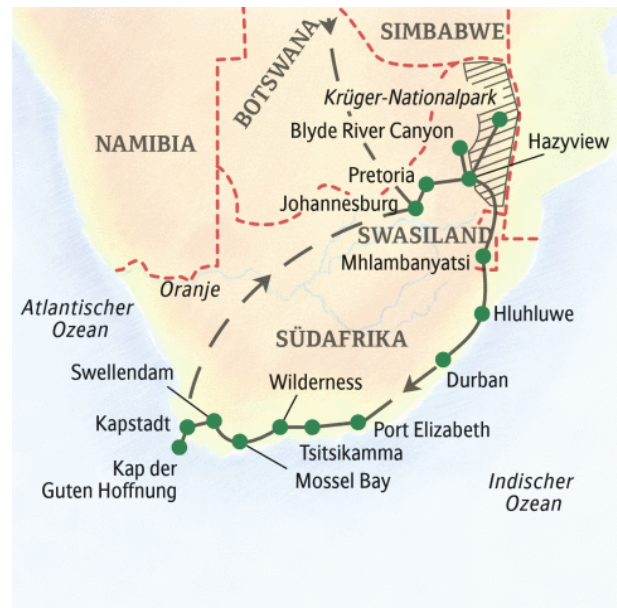 SIMBABWE
BOTSWANA
Krüger-Nationalpark
Blyde River Canyon
NAMIBIA
Hazyview
Pretoria
Johannesburg
SWASILAND
Mhlambanyatsi
Oranje
Atlantischer
Ozean
Hluhluwe
SÜDAFRIKA
Swellendam
Wilderness
Durban
Kapstadt
Port Elizabeth
Tsitsikamma
Kap der
Guten Hoffnung
Mossel Bay
Indischer
Ozean